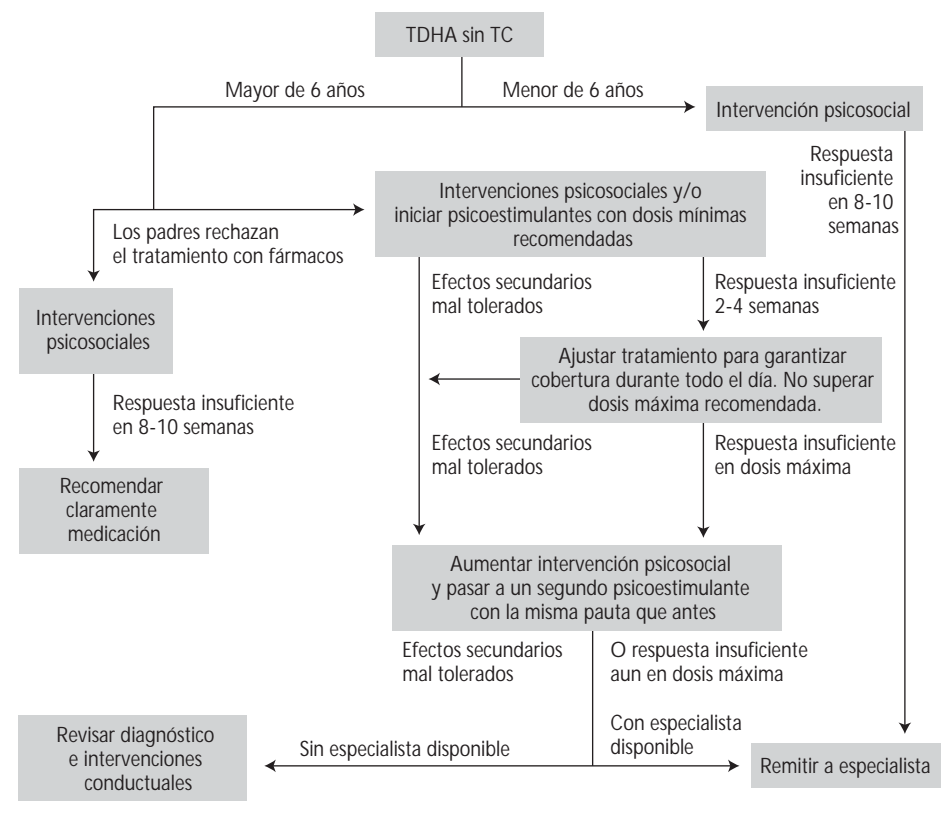 TDHA sin TC
Mayor de 6 años
Menor de 6 años
Intervención psicosocial
Respuesta
insuficiente
en 8-10
semanas
Intervenciones psicosociales y/o
iniciar psicoestimulantes con dosis mínimas
recomendadas
Los padres rechazan
el tratamiento con fármacos
Efectos secundarios
mal tolerados
Respuesta insuficiente
2-4 semanas
Intervenciones
psicosociales
Ajustar tratamiento para garantizar
cobertura durante todo el día. No superar
dosis máxima recomendada.
Respuesta insuficiente
en 8-10 semanas
Efectos secundarios
mal tolerados
Respuesta insuficiente
en dosis máxima
Recomendar
claramente
medicación
Aumentar intervención psicosocial
y pasar a un segundo psicoestimulante
con la misma pauta que antes
Efectos secundarios
mal tolerados
O respuesta insuficiente
aun en dosis máxima
Revisar diagnóstico
e intervenciones
conductuales
Sin especialista disponible
Con especialista
disponible
Remitir a especialista